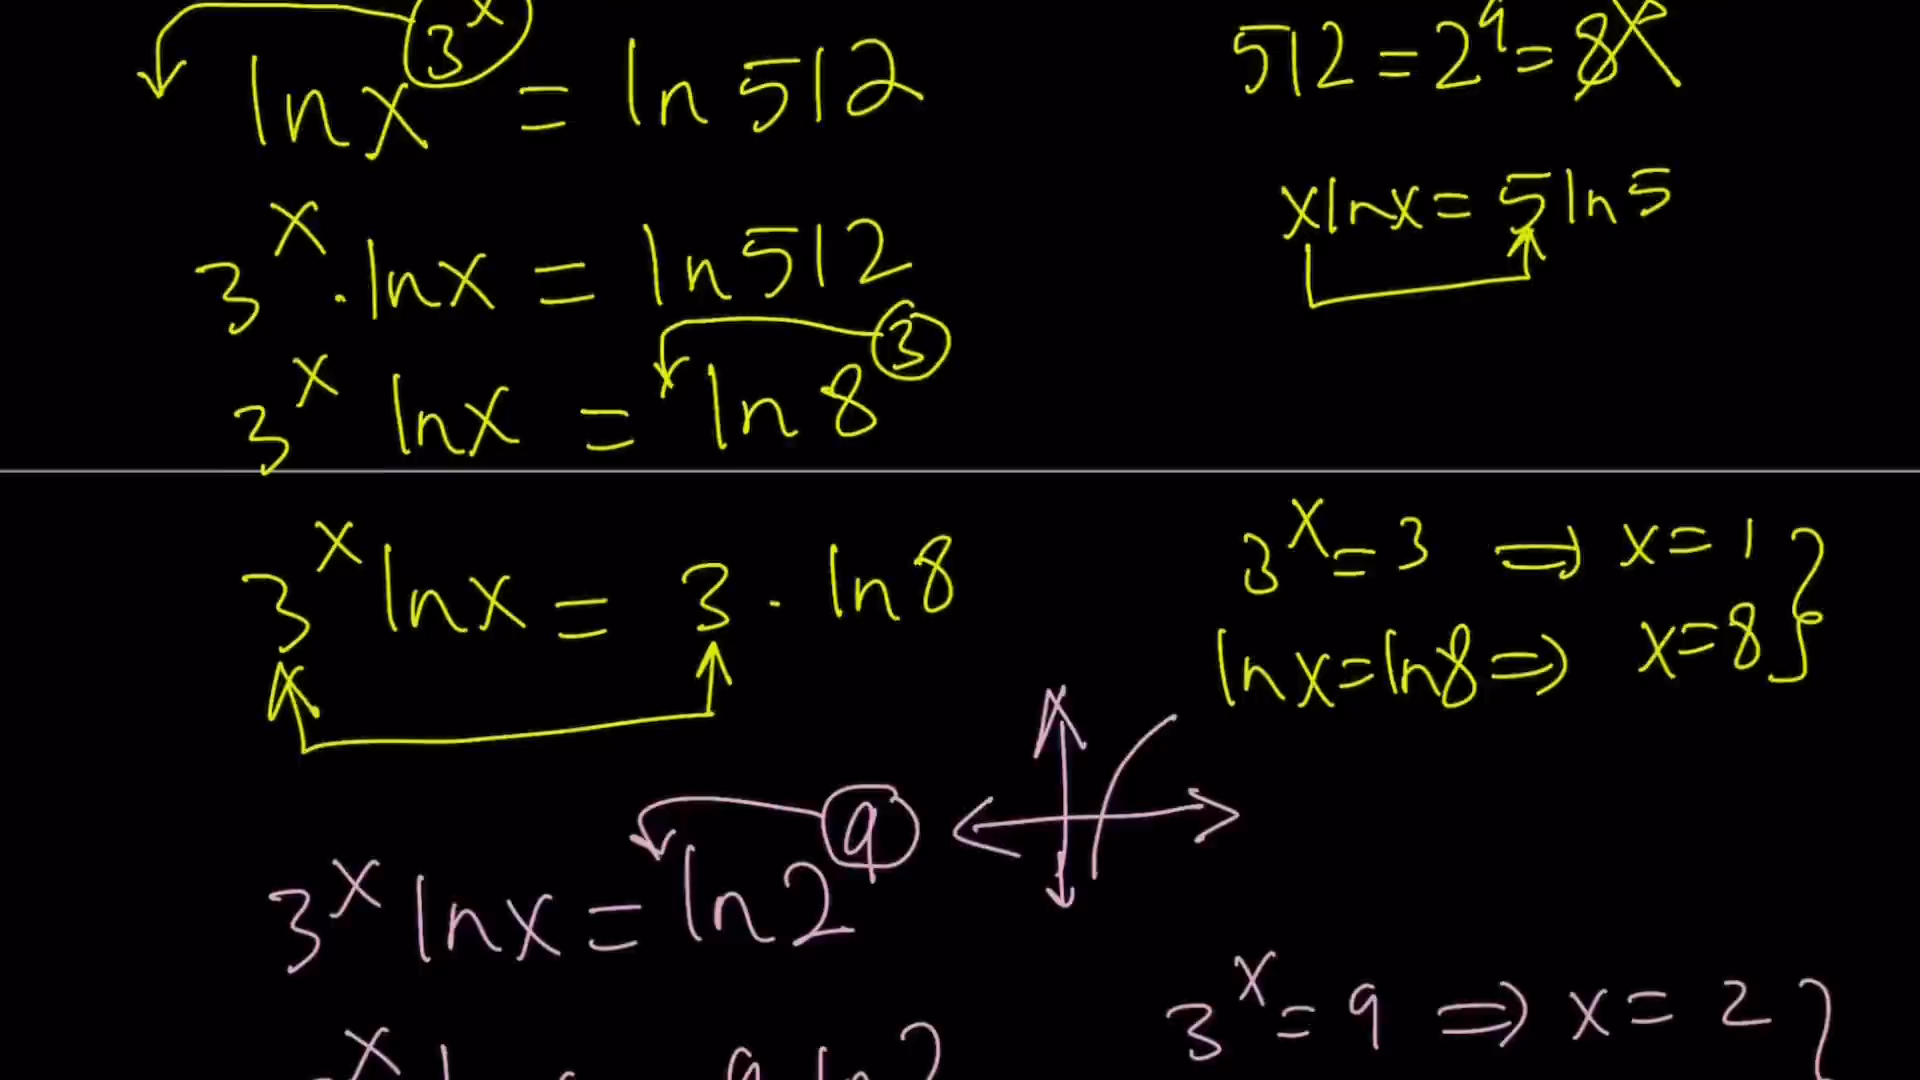 ln x^(3^x) = ln 512
3^x · ln x = ln 512
3^x ln x = ln 8^3
3^x ln x = 3 · ln 8
3^x ln x = ln 2^9
512 = 2^9 = 8
x ln x = 5 ln 5
3^x = 3 ⇒ x = 1 }
ln x = ln 8 ⇒ x = 8
3^x = 9 ⇒ x = 2 }